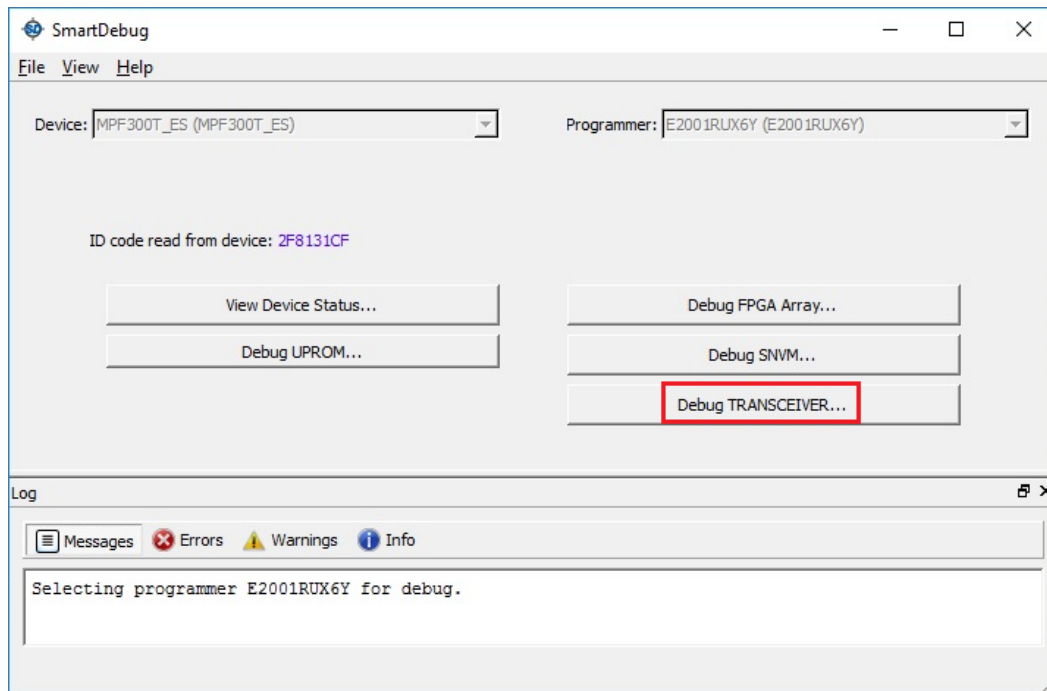 SmartDebug
File View Help
Device: MPF300T_ES (MPF300T_ES) Programmer: E2001RUX6Y (E2001RUX6Y)
ID code read from device: 2F8131CF
View Device Status... Debug FPGA Array...
Debug UPROM... Debug SNVM...
Debug TRANSCEIVER...
Log
Messages Errors Warnings Info
Selecting programmer E2001RUX6Y for debug.